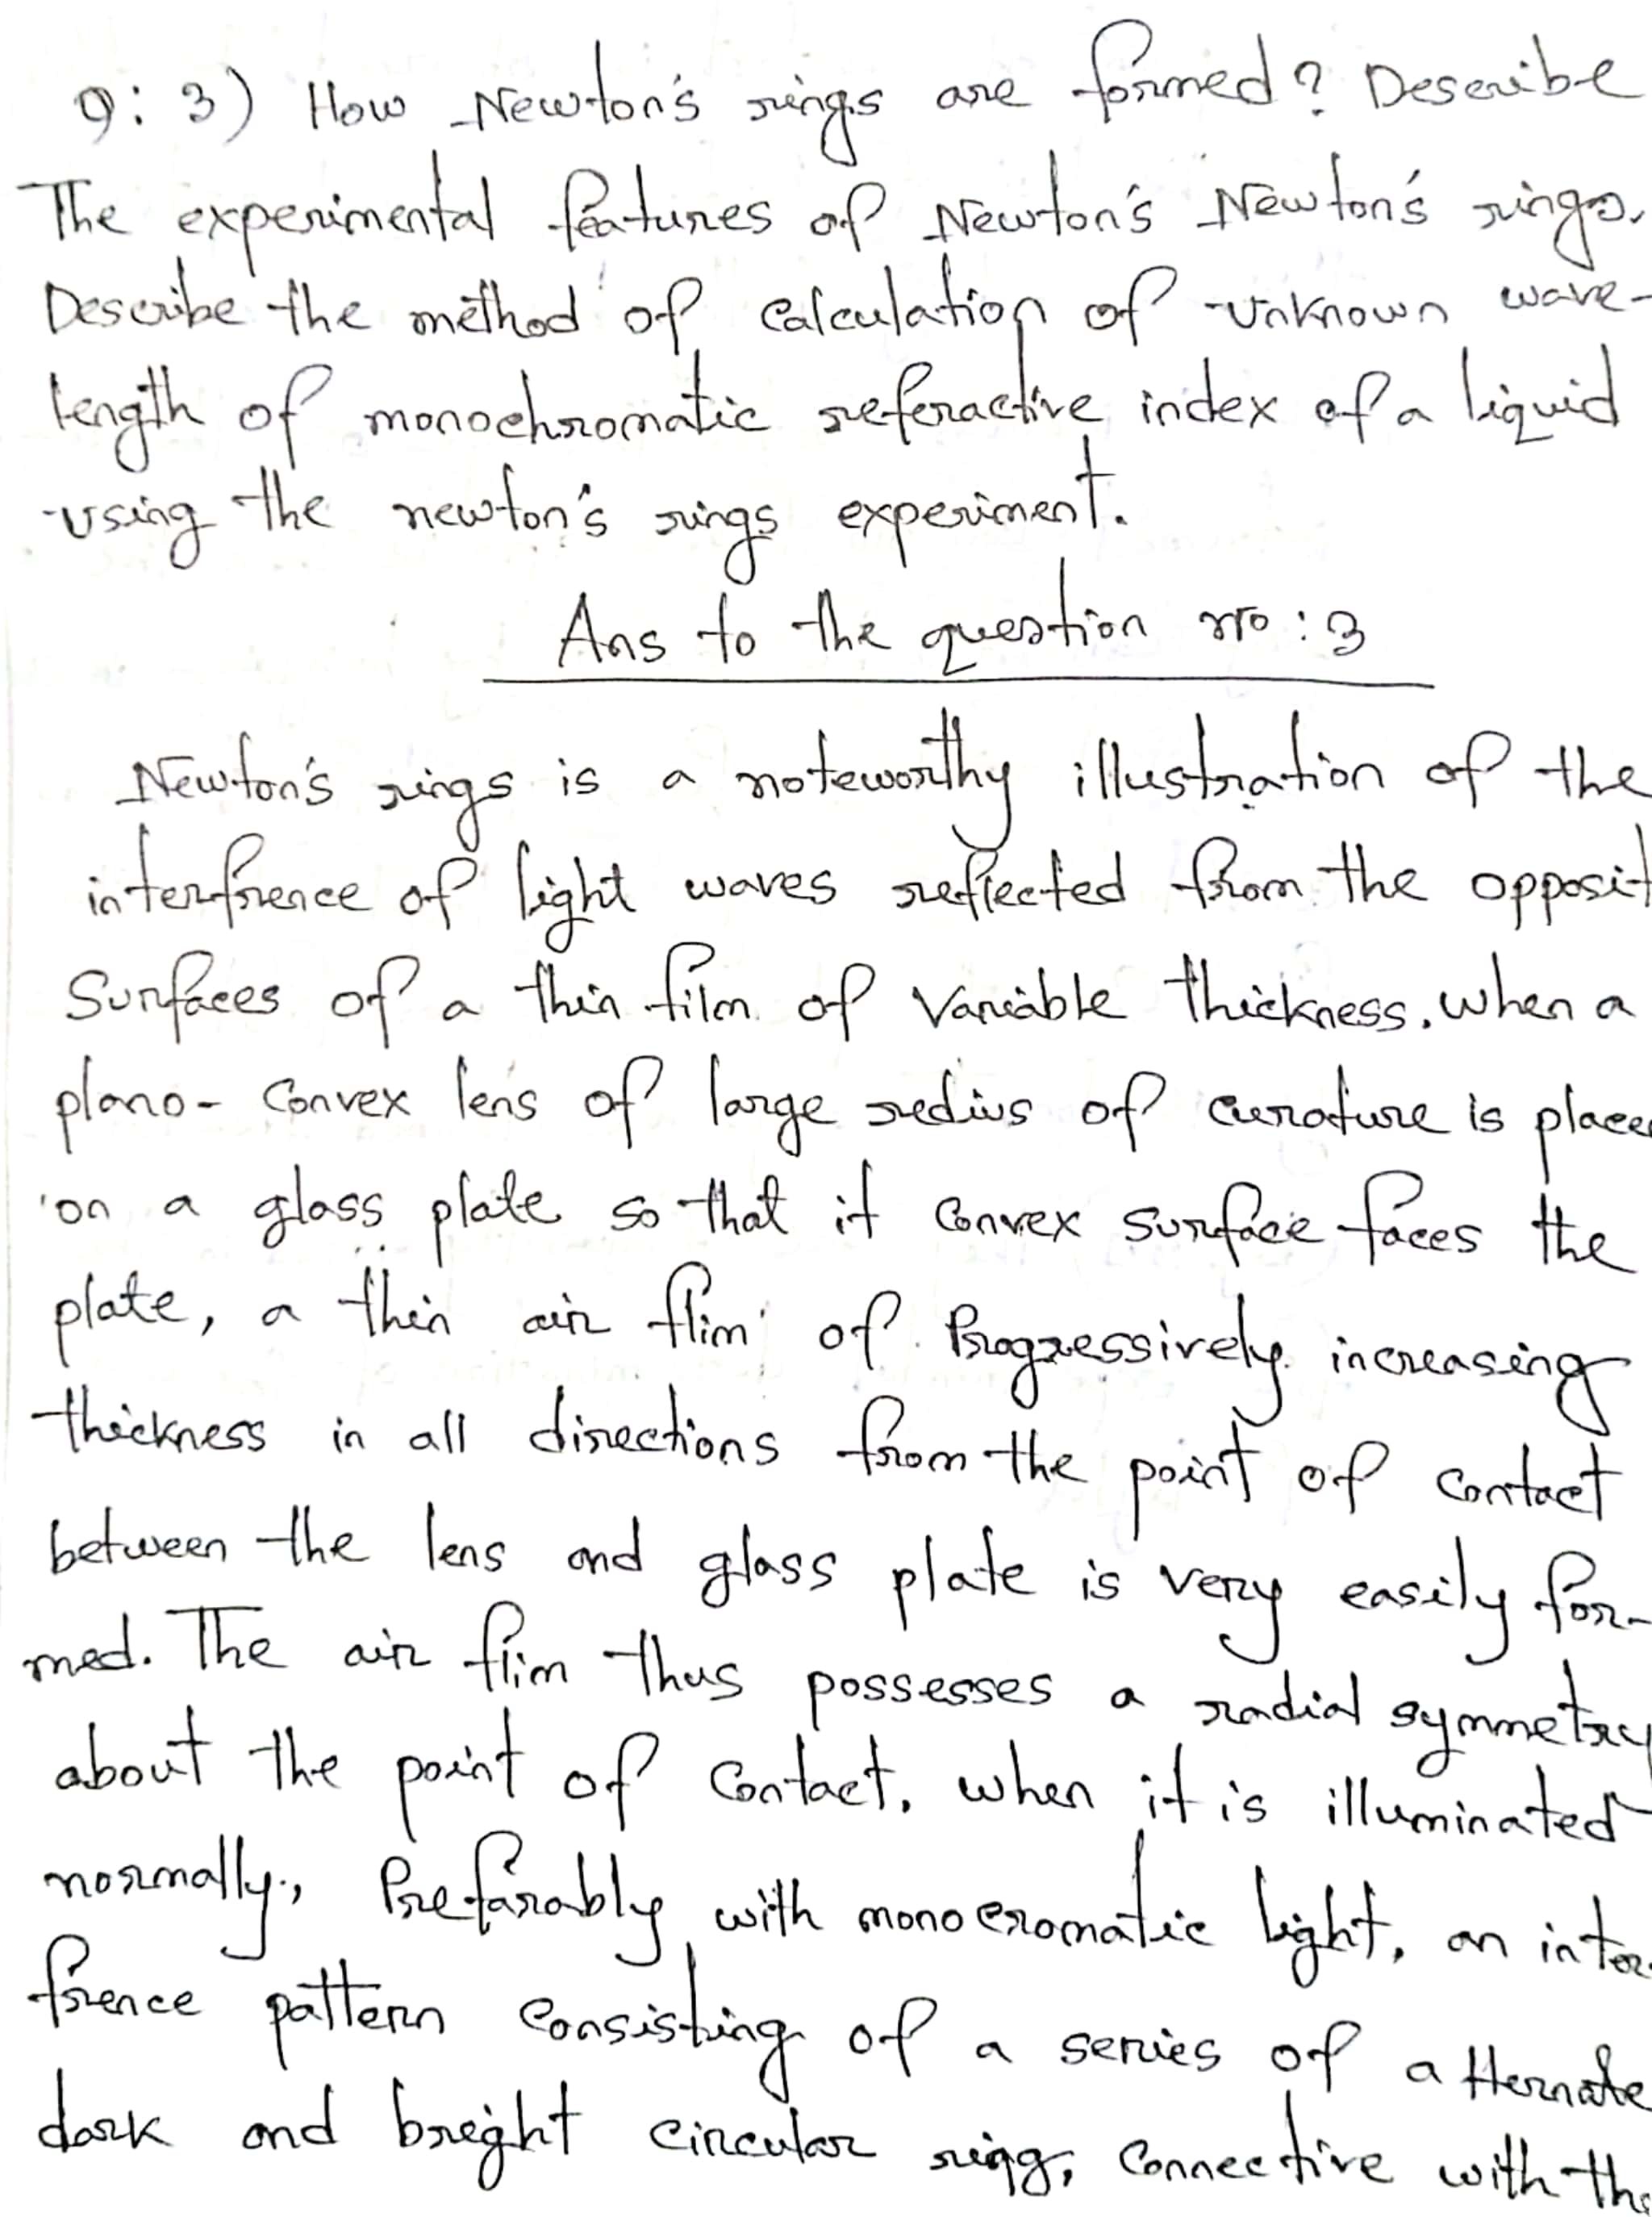 Q: 3) How Newton's rings are formed? Describe
The experimental features of Newton's Newton's rings.
Describe the method of calculation of unknown wave-
length of monochromatic referactive index of a liquid
using the newton's rings experiment.
Ans to the question no : 3
Newton's rings is a noteworthy illustration of the
interfrence of light waves reflected from the opposit
Surfaces of a thin film of variable thickness. when a
plano- convex lens of large redius of curature is place
on a glass plate so that it convex surface faces the
plate, a thin air flim of progressively increasing
thickness in all directions from the point of contact
between the lens and glass plate is very easily for-
med. The air flim thus possesses a radial symmetry
about the point of contact. when it is illuminated
normally, prefarably with monocromatic light, an inter-
frence pattern consisting of a series of alternate
dark and bright circular ring, connective with the